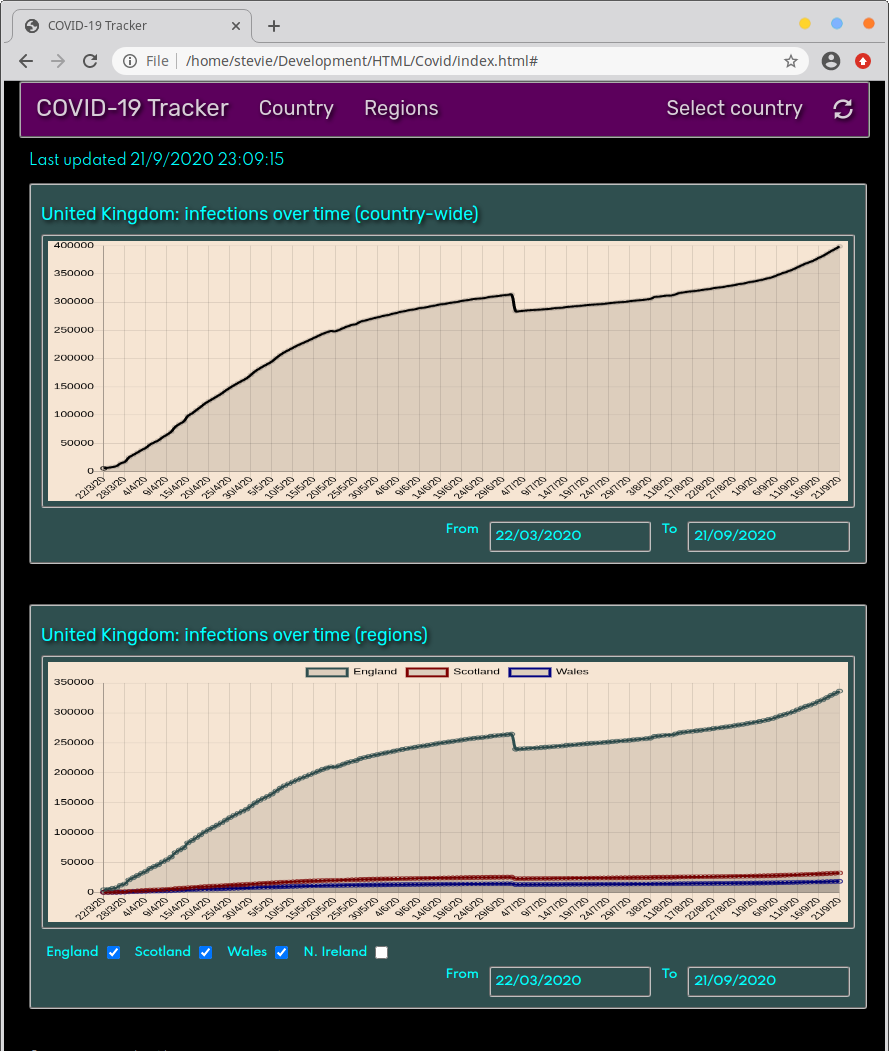 COVID-19 Tracker
File /home/stevie/Development/HTML/Covid/index.html#
COVID-19 Tracker Country Regions Select country
Last updated 21/9/2020 23:09:15
United Kingdom: infections over time (country-wide)
400000
350000
300000
250000
200000
150000
100000
50000
0
22/3/20 28/3/20 4/4/20 9/4/20 15/4/20 20/4/20 25/4/20 30/4/20 5/5/20 10/5/20 15/5/20 20/5/20 25/5/20 30/5/20 4/6/20 9/6/20 14/6/20 19/6/20 24/6/20 29/6/20 4/7/20 9/7/20 14/7/20 19/7/20 24/7/20 29/7/20 3/8/20 11/8/20 17/8/20 22/8/20 27/8/20 1/9/20 6/9/20 11/9/20 16/9/20 21/9/20
From 22/03/2020 To 21/09/2020
United Kingdom: infections over time (regions)
England Scotland Wales
350000
300000
250000
200000
150000
100000
50000
0
22/3/20 28/3/20 4/4/20 9/4/20 15/4/20 20/4/20 25/4/20 30/4/20 5/5/20 10/5/20 15/5/20 20/5/20 25/5/20 30/5/20 4/6/20 9/6/20 14/6/20 19/6/20 24/6/20 29/6/20 4/7/20 9/7/20 14/7/20 19/7/20 24/7/20 29/7/20 3/8/20 11/8/20 17/8/20 22/8/20 27/8/20 1/9/20 6/9/20 11/9/20 16/9/20 21/9/20
England Scotland Wales N. Ireland
From 22/03/2020 To 21/09/2020